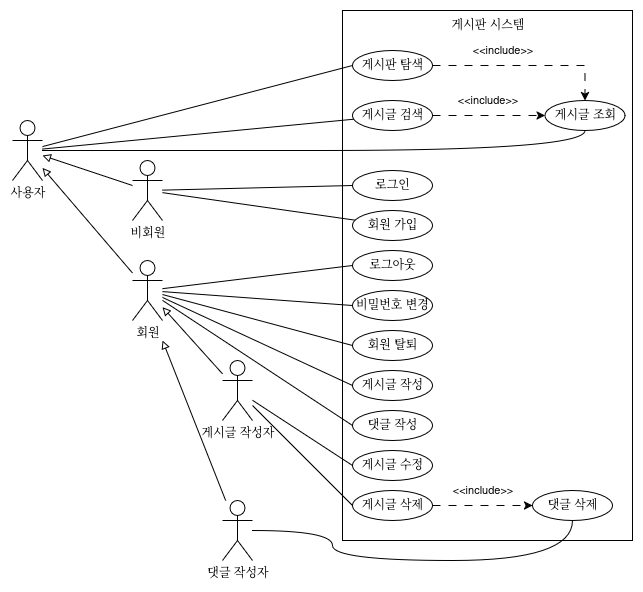 게시판 시스템
<<include>>
게시판 탐색
<<include>>
게시글 검색
게시글 조회
사용자
로그인
비회원
회원 가입
로그아웃
비밀번호 변경
회원
회원 탈퇴
게시글 작성
댓글 작성
게시글 작성자
게시글 수정
<<include>>
게시글 삭제
댓글 삭제
댓글 작성자